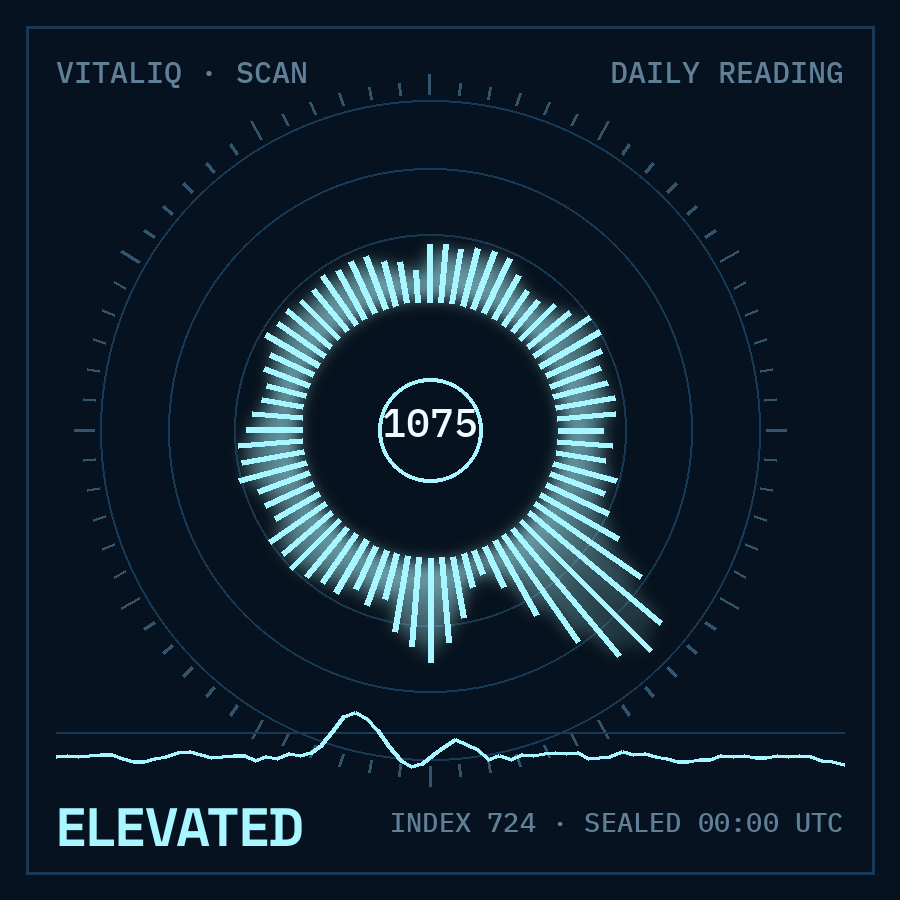 VITALIQ · SCAN
DAILY READING
1075
ELEVATED
INDEX 724 · SEALED 00:00 UTC